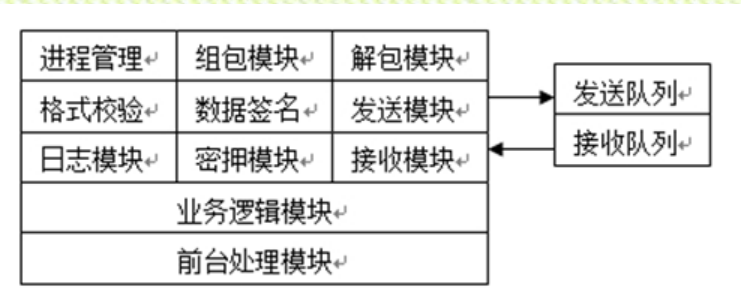 进程管理 组包模块 解包模块
格式校验 数据签名 发送模块
日志模块 密押模块 接收模块
业务逻辑模块
前台处理模块
发送队列
接收队列